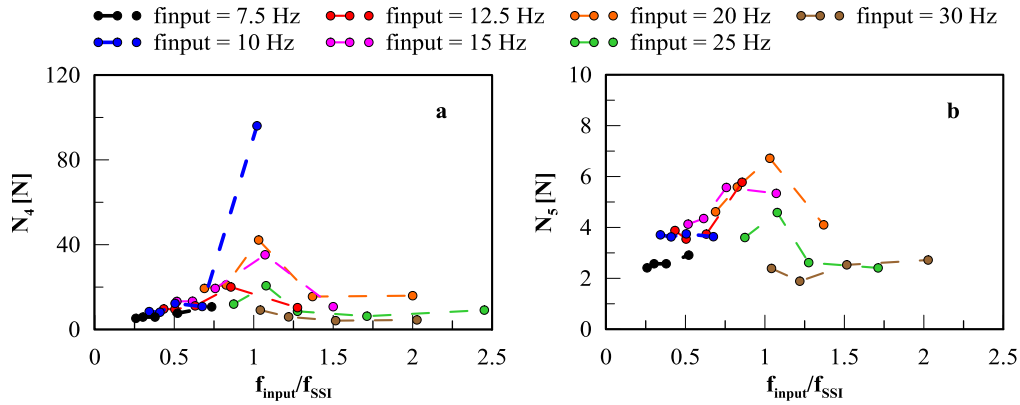 finput = 7.5 Hz finput = 12.5 Hz finput = 20 Hz finput = 30 Hz
finput = 10 Hz finput = 15 Hz finput = 25 Hz
120
80
40
0
N4 [N]
a
0 0.5 1 1.5 2 2.5
finput/fSSI
10
8
6
4
2
0
N5 [N]
b
0 0.5 1 1.5 2 2.5
finput/fSSI